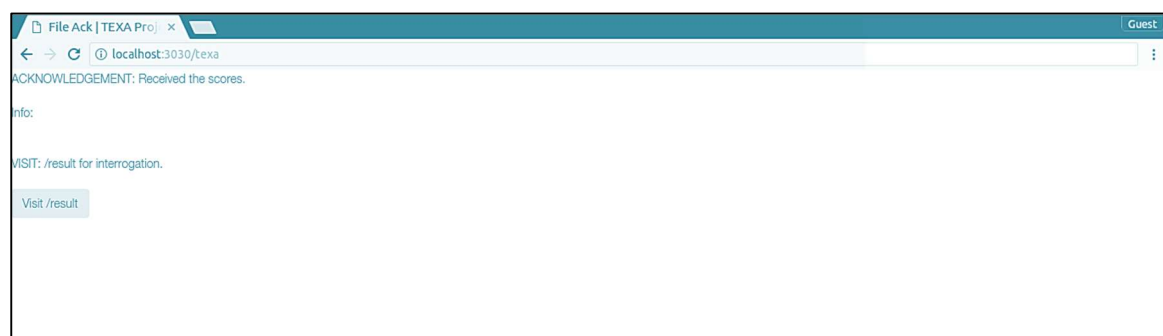 File Ack | TEXA Proj
Guest
localhost:3030/texa
ACKNOWLEDGEMENT: Received the scores.
Info:
VISIT: /result for interrogation.
Visit /result